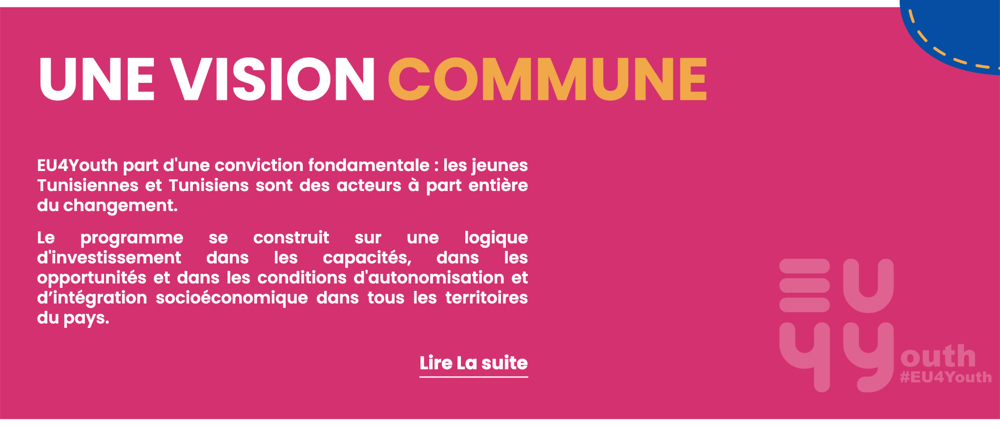 UNE VISION COMMUNE
EU4Youth part d'une conviction fondamentale : les jeunes
Tunisiennes et Tunisiens sont des acteurs à part entière
du changement.
Le programme se construit sur une logique
d'investissement dans les capacités, dans les
opportunités et dans les conditions d'autonomisation et
d’intégration socioéconomique dans tous les territoires
du pays.
Lire La suite
EU
4Youth
#EU4Youth